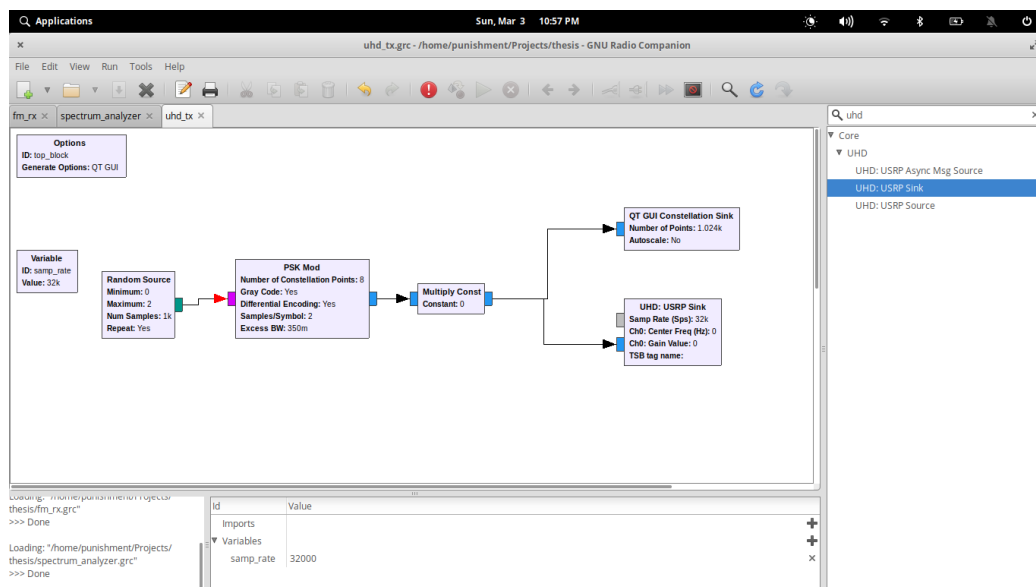 Applications
Sun, Mar 3 10:57 PM
uhd_tx.grc - /home/punishment/Projects/thesis - GNU Radio Companion
File Edit View Run Tools Help
fm_rx × spectrum_analyzer × uhd_tx ×
uhd
Core
UHD
UHD: USRP Async Msg Source
UHD: USRP Sink
UHD: USRP Source
Options
ID: top_block
Generate Options: QT GUI
Variable
ID: samp_rate
Value: 32k
Random Source
Minimum: 0
Maximum: 2
Num Samples: 1k
Repeat: Yes
PSK Mod
Number of Constellation Points: 8
Gray Code: Yes
Differential Encoding: Yes
Samples/Symbol: 2
Excess BW: 350m
Multiply Const
Constant: 0
QT GUI Constellation Sink
Number of Points: 1.024k
Autoscale: No
UHD: USRP Sink
Samp Rate (Sps): 32k
Ch0: Center Freq (Hz): 0
Ch0: Gain Value: 0
TSB tag name:
thesis/fm_rx.grc"
>>> Done
Loading: "/home/punishment/Projects/
thesis/spectrum_analyzer.grc"
>>> Done
Id Value
Imports
Variables
samp_rate 32000